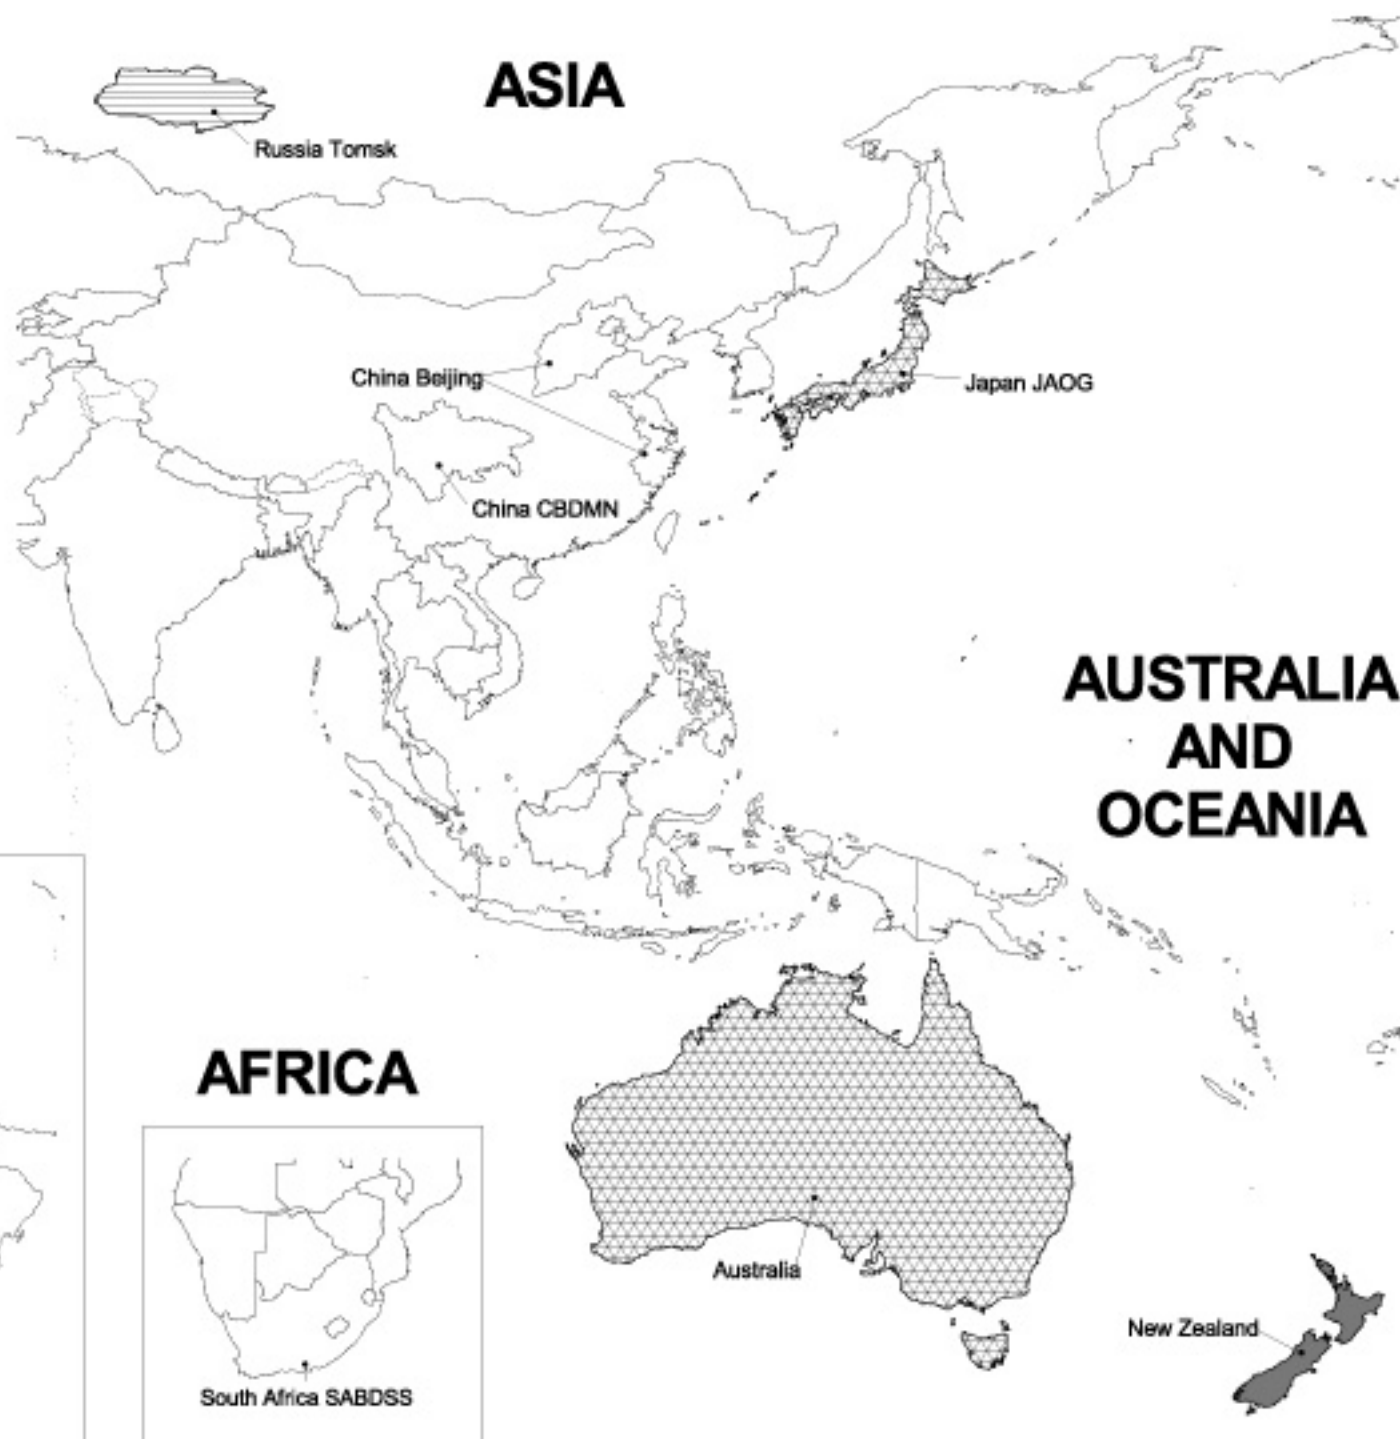 ASIA
Russia Tomsk
China Beijing
Japan JAOG
China CBDMN
AUSTRALIA
AND
OCEANIA
AFRICA
Australia
New Zealand
South Africa SABDSS